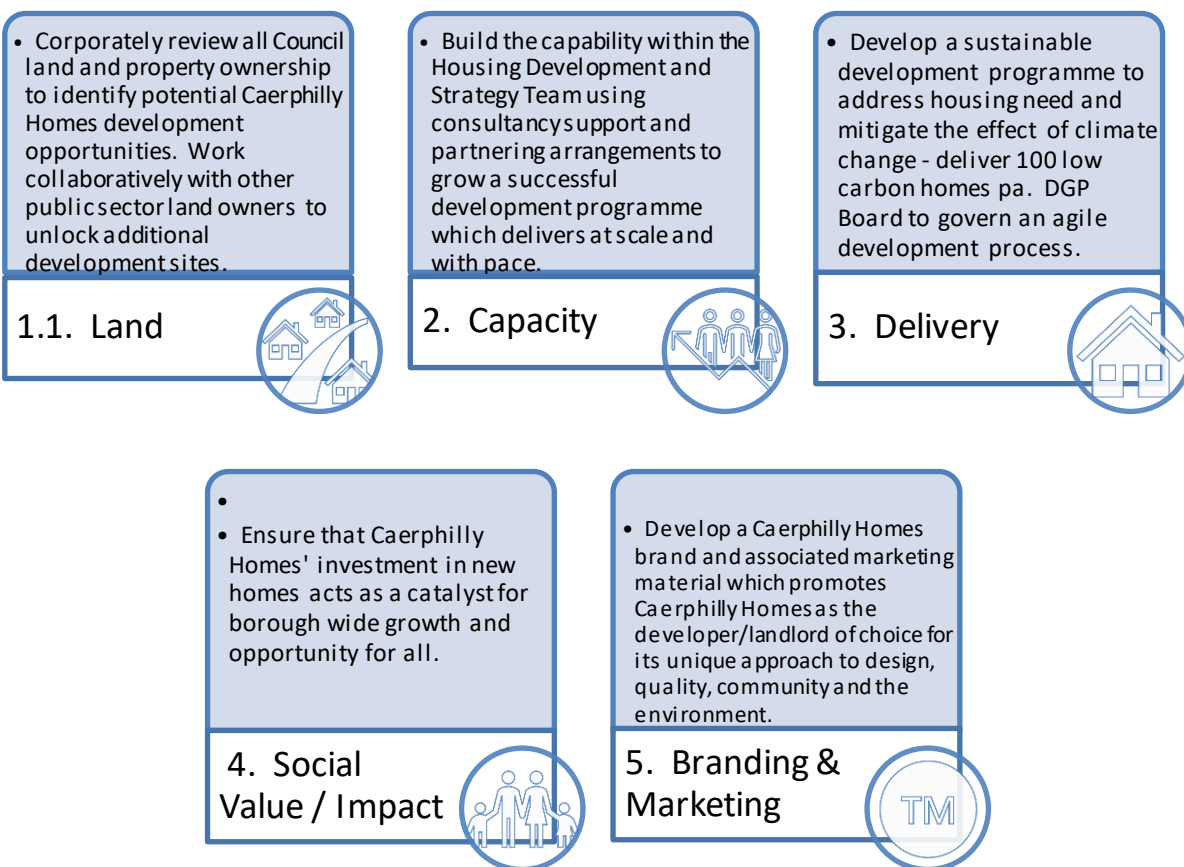 • Corporately review all Council
land and property ownership
to identify potential Caerphilly
Homes development
opportunities. Work
collaboratively with other
public sector land owners to
unlock additional
development sites.
1.1. Land
• Build the capability within the
Housing Development and
Strategy Team using
consultancy support and
partnering arrangements to
grow a successful
development programme
which delivers at scale and
with pace.
2. Capacity
• Develop a sustainable
development programme to
address housing need and
mitigate the effect of climate
change - deliver 100 low
carbon homes pa. DGP
Board to govern an agile
development process.
3. Delivery
•
• Ensure that Caerphilly
Homes' investment in new
homes acts as a catalyst for
borough wide growth and
opportunity for all.
4. Social
Value / Impact
• Develop a Caerphilly Homes
brand and associated marketing
material which promotes
Caerphilly Homes as the
developer/landlord of choice for
its unique approach to design,
quality, community and the
environment.
5. Branding &
Marketing
TM